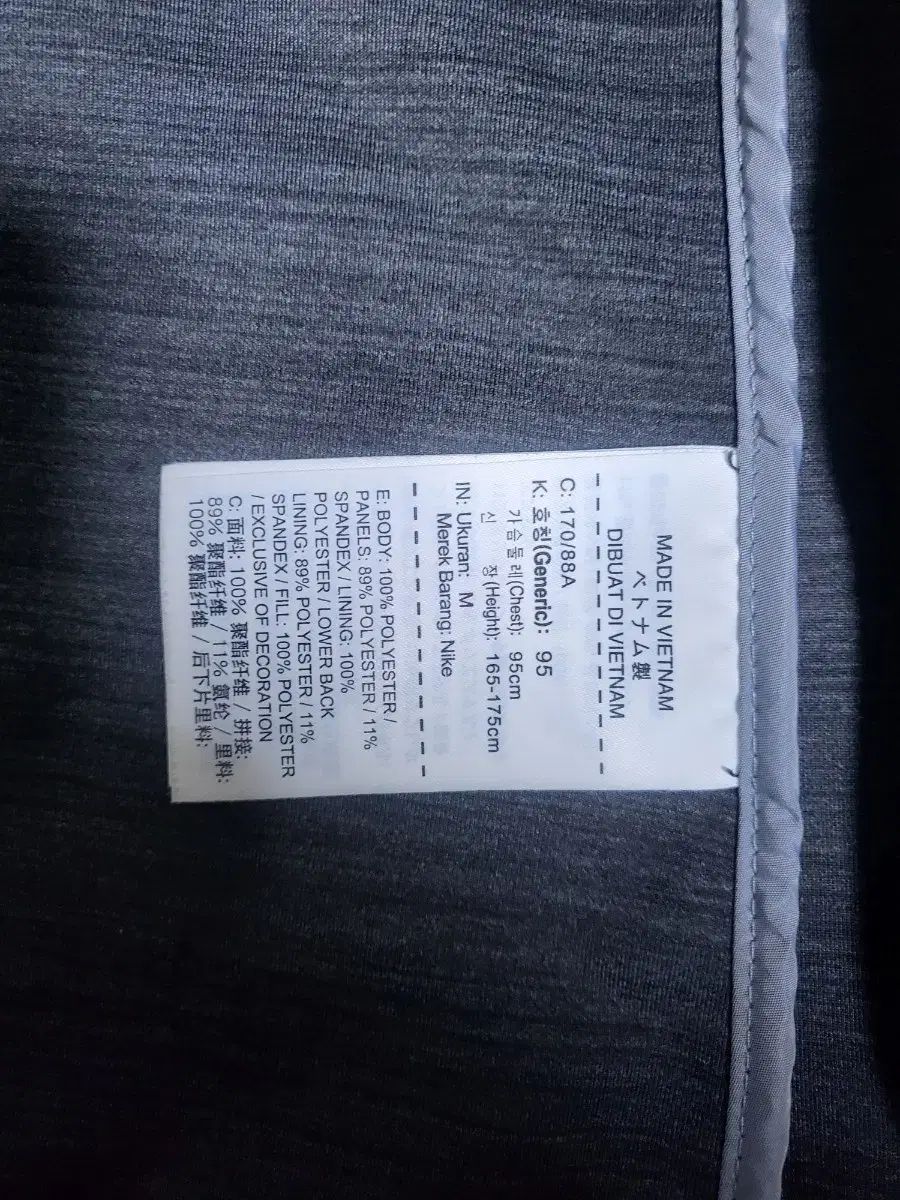 MADE IN VIETNAM
ベトナム製
DIBUAT DI VIETNAM
C: 170/88A
K: 호칭(Generic): 95
가슴둘레(Chest): 95cm
신 장(Height): 165-175cm
IN: Ukuran: M
Merek Barang: Nike
E: BODY: 100% POLYESTER /
PANELS: 89% POLYESTER / 11%
SPANDEX / LINING: 100%
POLYESTER / LOWER BACK
LINING: 89% POLYESTER / 11%
SPANDEX / FILL: 100% POLYESTER
/ EXCLUSIVE OF DECORATION
C: 面料: 100% 聚酯纤维 / 拼接:
89% 聚酯纤维 / 11% 氨纶 / 里料:
100% 聚酯纤维 / 后下片里料: